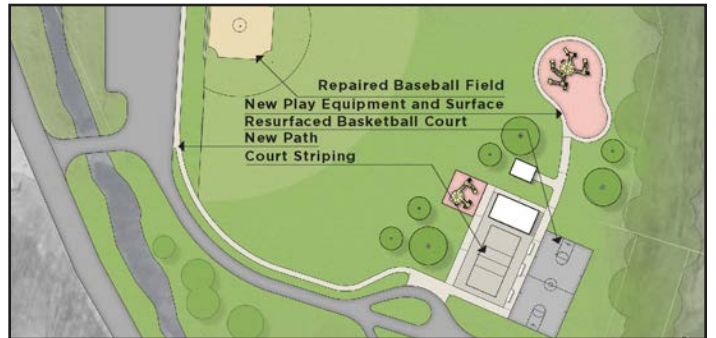 Repaired Baseball Field
New Play Equipment and Surface
Resurfaced Basketball Court
New Path
Court Striping